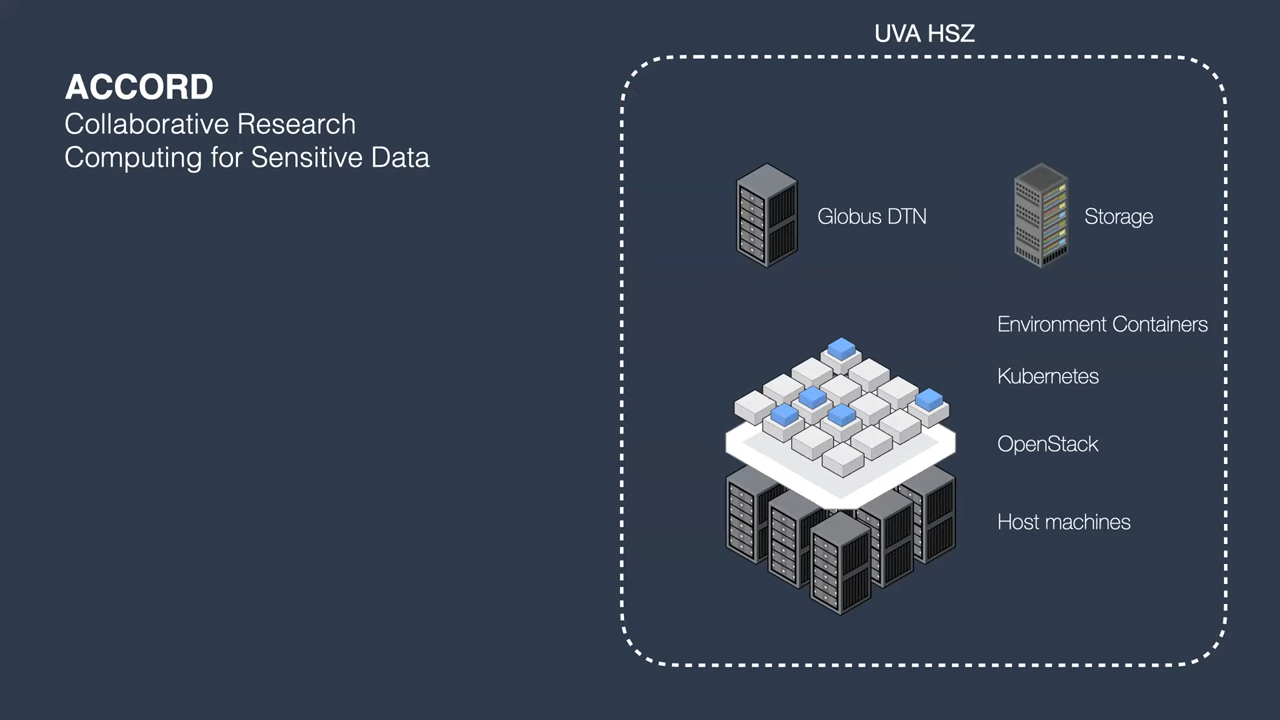 UVA HSZ
ACCORD
Collaborative Research
Computing for Sensitive Data
Globus DTN
Storage
Environment Containers
Kubernetes
OpenStack
Host machines